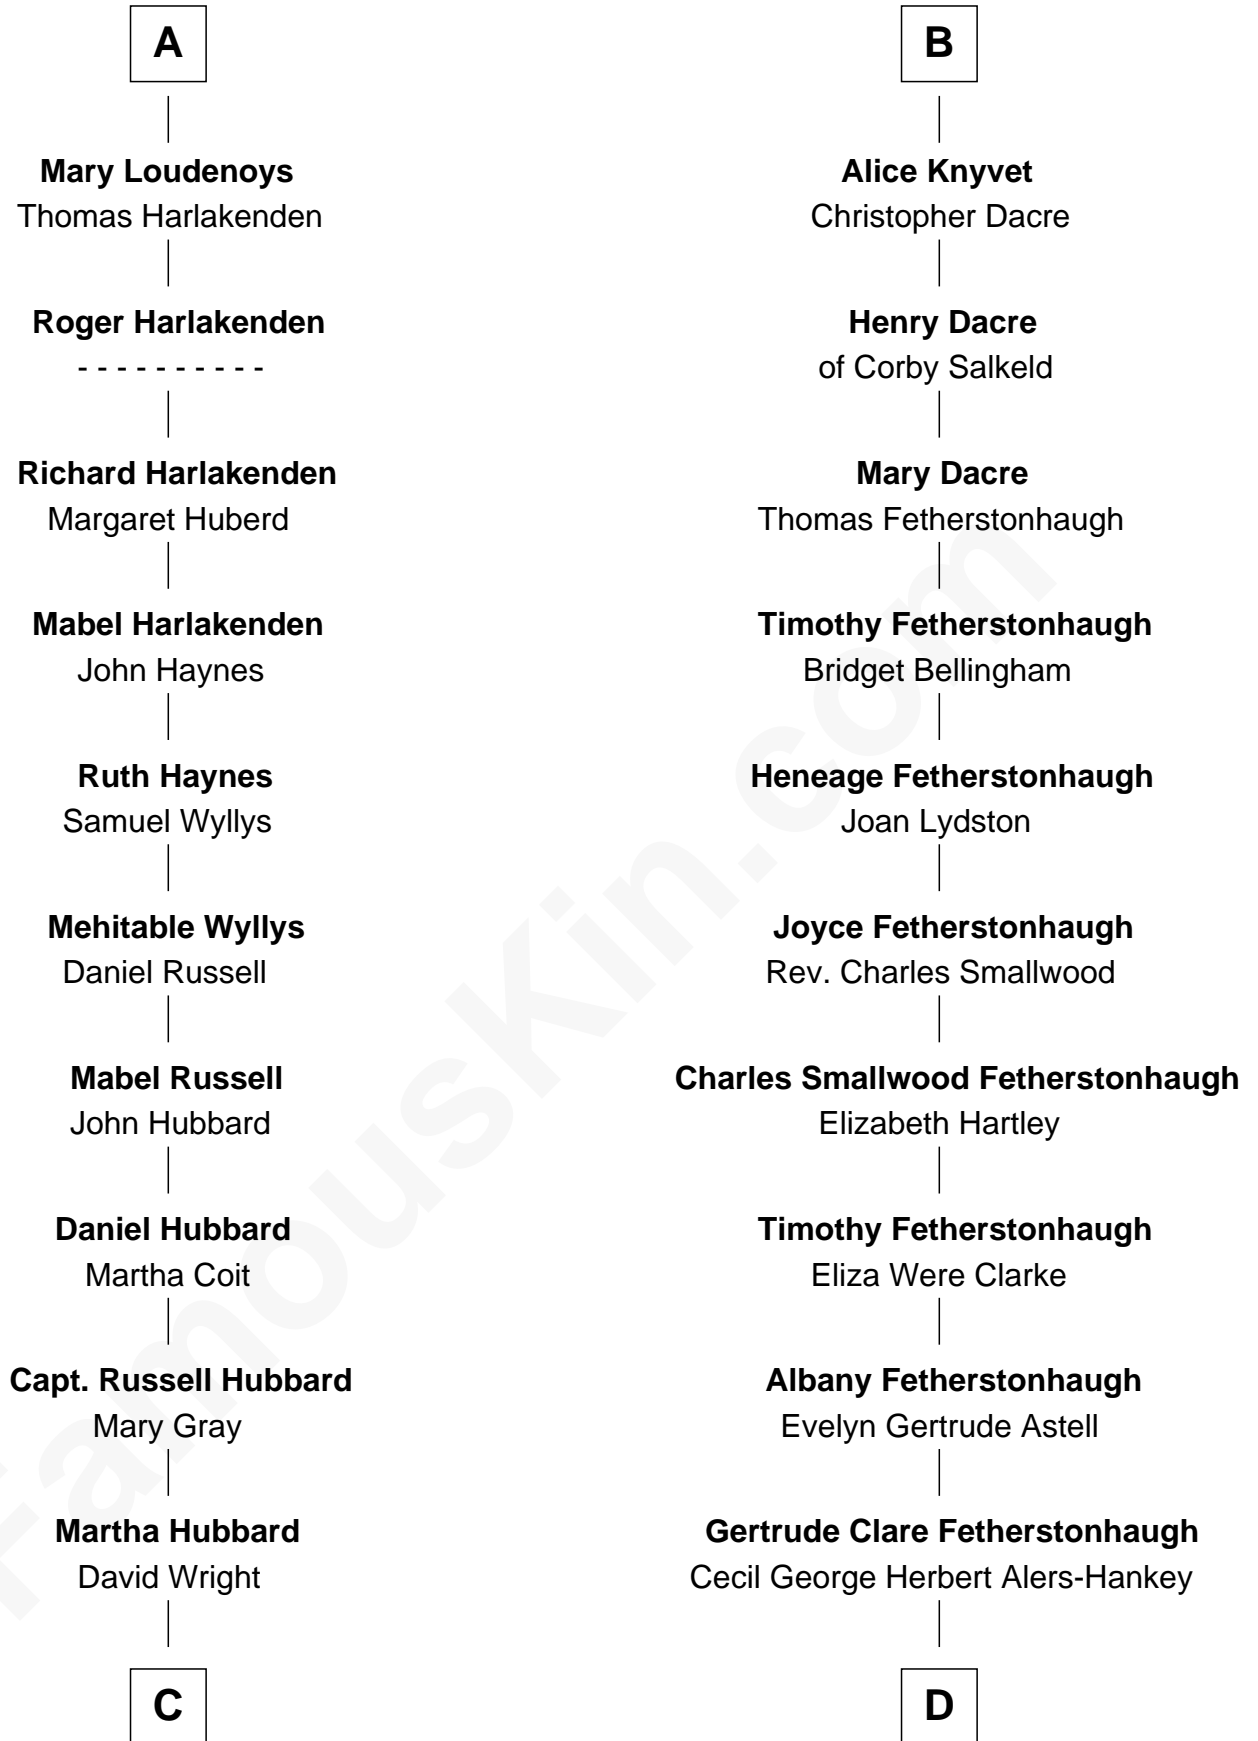 A
Mary Loudenoys
Thomas Harlakenden
Roger Harlakenden
- - - - - - - - - -
Richard Harlakenden
Margaret Huberd
Mabel Harlakenden
John Haynes
Ruth Haynes
Samuel Wyllys
Mehitable Wyllys
Daniel Russell
Mabel Russell
John Hubbard
Daniel Hubbard
Martha Coit
Capt. Russell Hubbard
Mary Gray
Martha Hubbard
David Wright
C
B
Alice Knyvet
Christopher Dacre
Henry Dacre
of Corby Salkeld
Mary Dacre
Thomas Fetherstonhaugh
Timothy Fetherstonhaugh
Bridget Bellingham
Heneage Fetherstonhaugh
Joan Lydston
Joyce Fetherstonhaugh
Rev. Charles Smallwood
Charles Smallwood Fetherstonhaugh
Elizabeth Hartley
Timothy Fetherstonhaugh
Eliza Were Clarke
Albany Fetherstonhaugh
Evelyn Gertrude Astell
Gertrude Clare Fetherstonhaugh
Cecil George Herbert Alers-Hankey
D
FamousKin.com